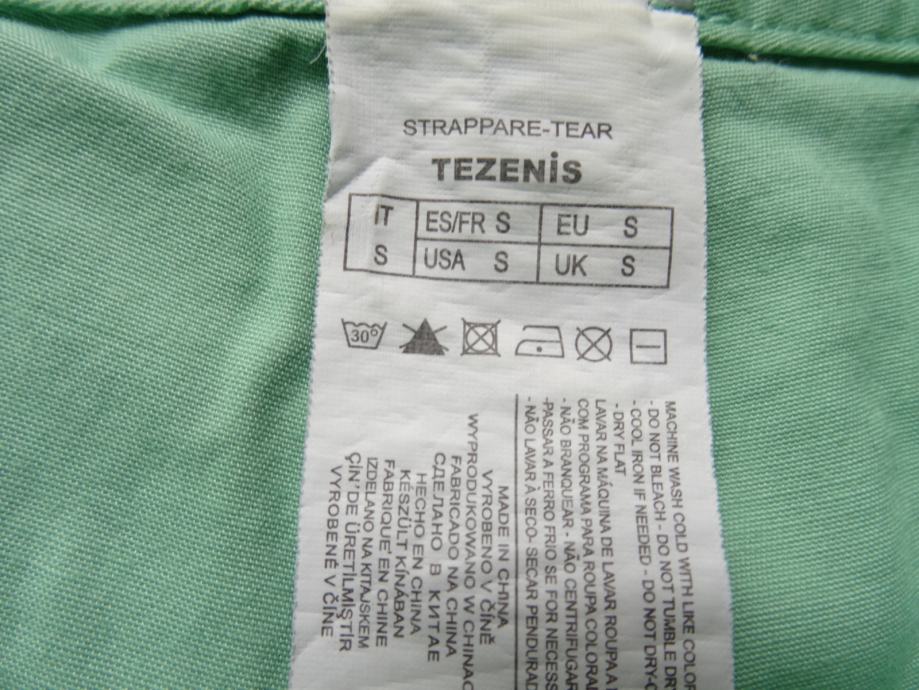 STRAPPARE-TEAR
TEZENİS
IT S
ES/FR S
EU S
USA S
UK S
30°
MACHINE WASH COLD WITH LIKE COLOR
- DO NOT BLEACH - DO NOT TUMBLE DR
- COOL IRON IF NEEDED - DO NOT DRY-C
- DRY FLAT
LAVAR NA MÁQUINA DE LAVAR ROUPA A
COM PROGRAMA PARA ROUPA COLORA
- NÃO BRANQUEAR - NÃO CENTRIFUGAR
-PASSAR A FERRO FRIO SE FOR NECESS
- NÃO LAVAR A SECO- SECAR PENDURAD
MADE IN CHINA
VYROBENO V ČÍNĚ
WYPRODUKOWANO W CHINAC
FABRICADO NA CHINA
СДЕЛАНО В КИТАЕ
HECHO EN CHINA
KÉSZÜLT KÍNÁBAN
FABRIQUE' EN CHINE
IZDELANO NA KITAJSKEM
ÇİN'DE ÜRETİLMİŞTİR
VYROBENÉ V ČÍNE